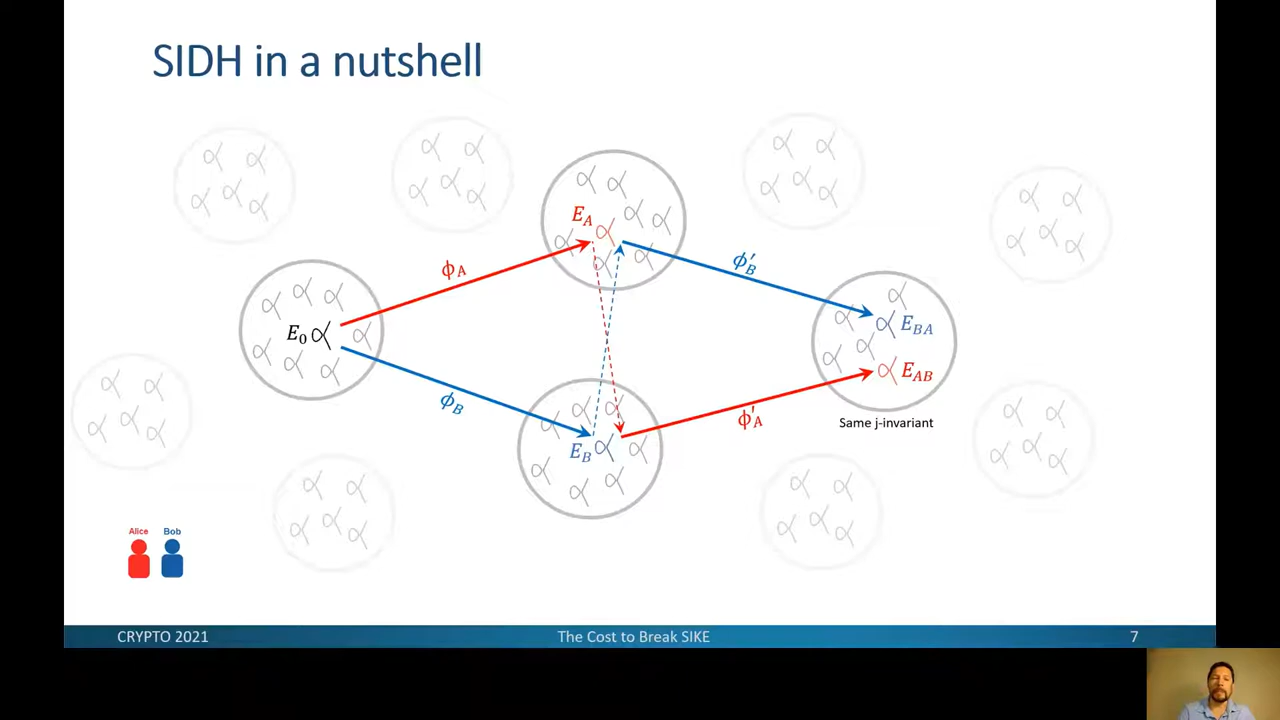 SIDH in a nutshell
E_A
ϕ_A
ϕ′_B
E_0
E_BA
E_AB
ϕ_B
ϕ′_A
Same j-invariant
E_B
Alice Bob
CRYPTO 2021 The Cost to Break SIKE 7